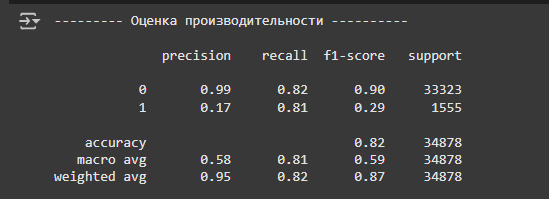 --------- Оценка производительности ----------
precision recall f1-score support
0 0.99 0.82 0.90 33323
1 0.17 0.81 0.29 1555
accuracy 0.82 34878
macro avg 0.58 0.81 0.59 34878
weighted avg 0.95 0.82 0.87 34878